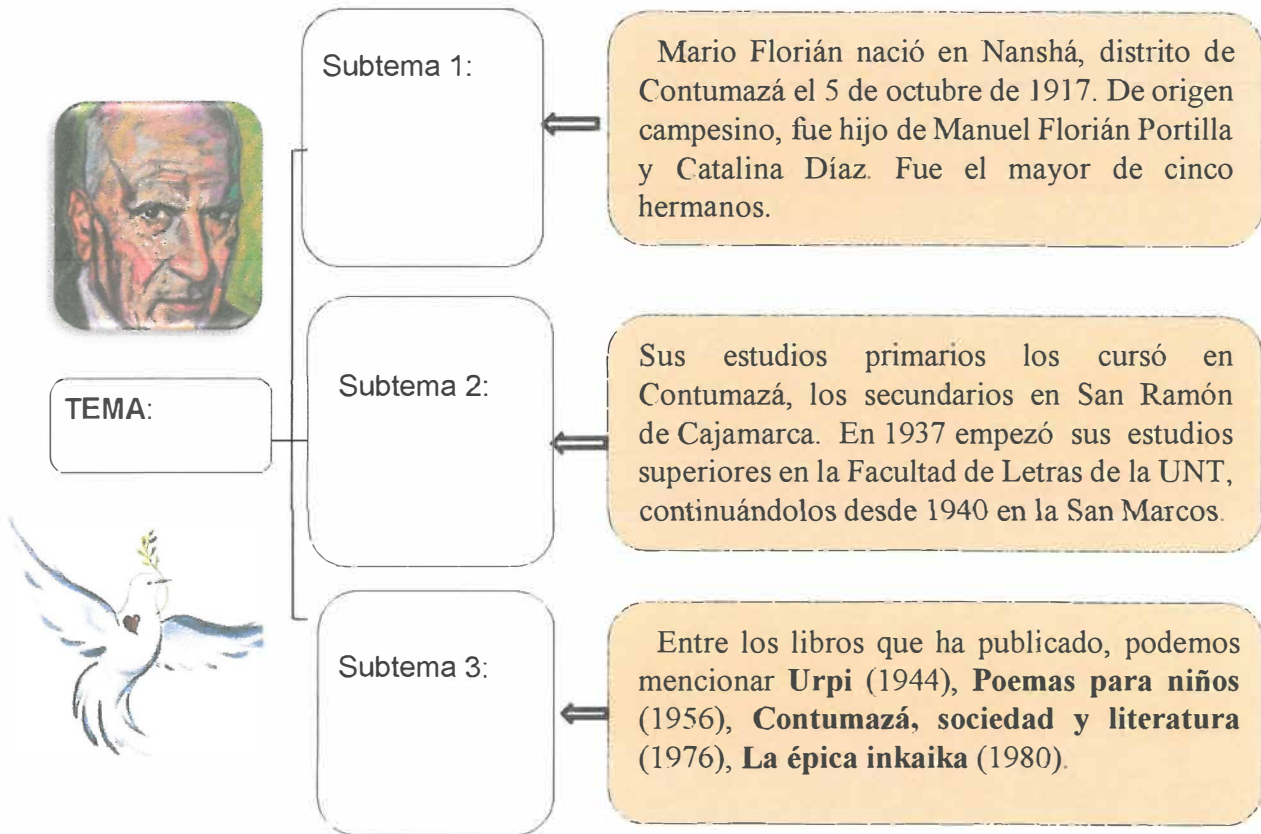 Subtema 1:
Mario Florián nació en Nanshá, distrito de
Contumazá el 5 de octubre de 1917. De origen
campesino, fue hijo de Manuel Florián Portilla
y Catalina Díaz. Fue el mayor de cinco
hermanos.
TEMA:
Subtema 2:
Sus estudios primarios los cursó en
Contumazá, los secundarios en San Ramón
de Cajamarca. En 1937 empezó sus estudios
superiores en la Facultad de Letras de la UNT,
continuándolos desde 1940 en la San Marcos.
Subtema 3:
Entre los libros que ha publicado, podemos
mencionar Urpi (1944), Poemas para niños
(1956), Contumazá, sociedad y literatura
(1976), La épica inkaika (1980).